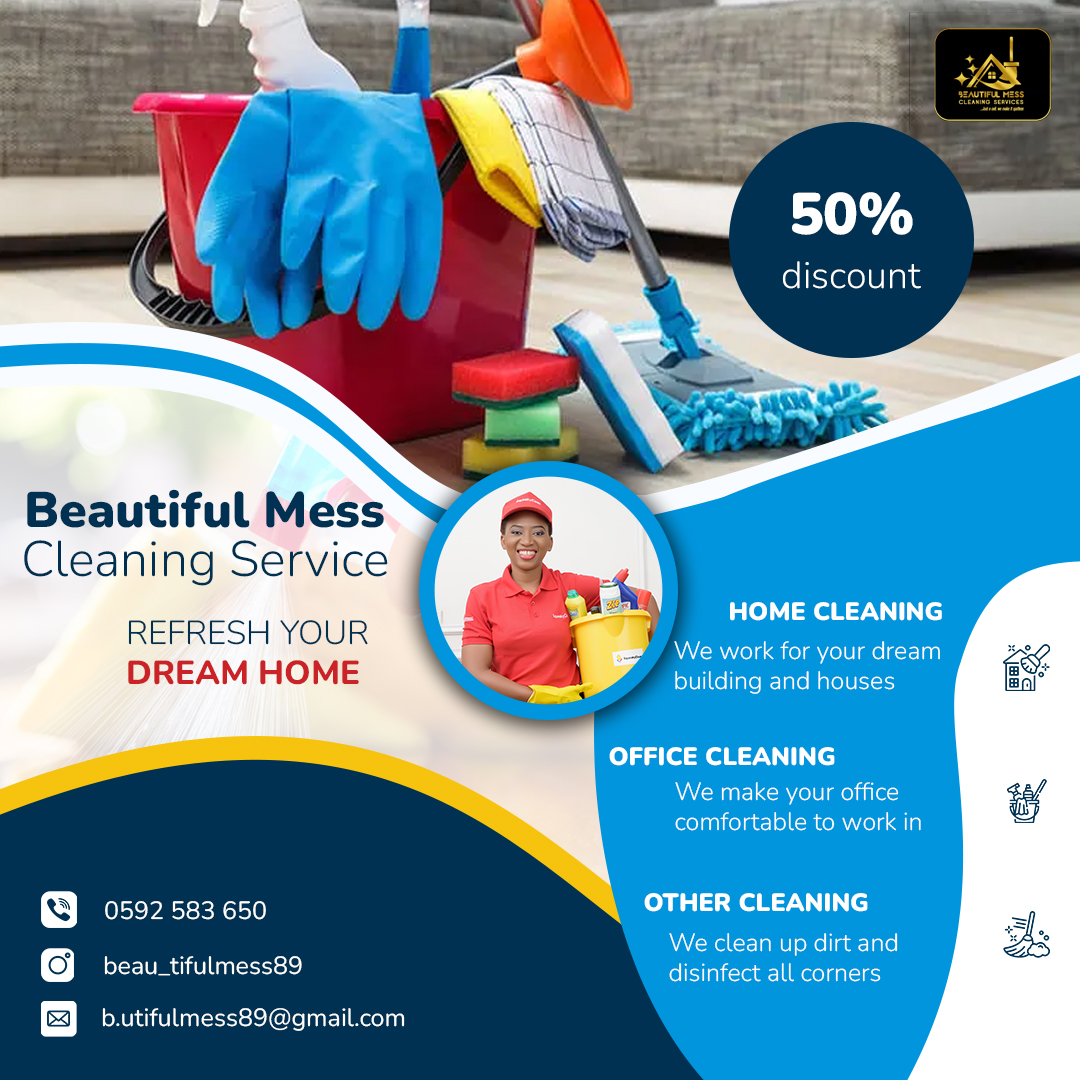 BEAUTIFUL MESS
CLEANING SERVICES
50%
discount
Beautiful Mess
Cleaning Service
REFRESH YOUR
DREAM HOME
HOME CLEANING
We work for your dream
building and houses
OFFICE CLEANING
We make your office
comfortable to work in
OTHER CLEANING
We clean up dirt and
disinfect all corners
0592 583 650
beau_tifulmess89
b.utifulmess89@gmail.com